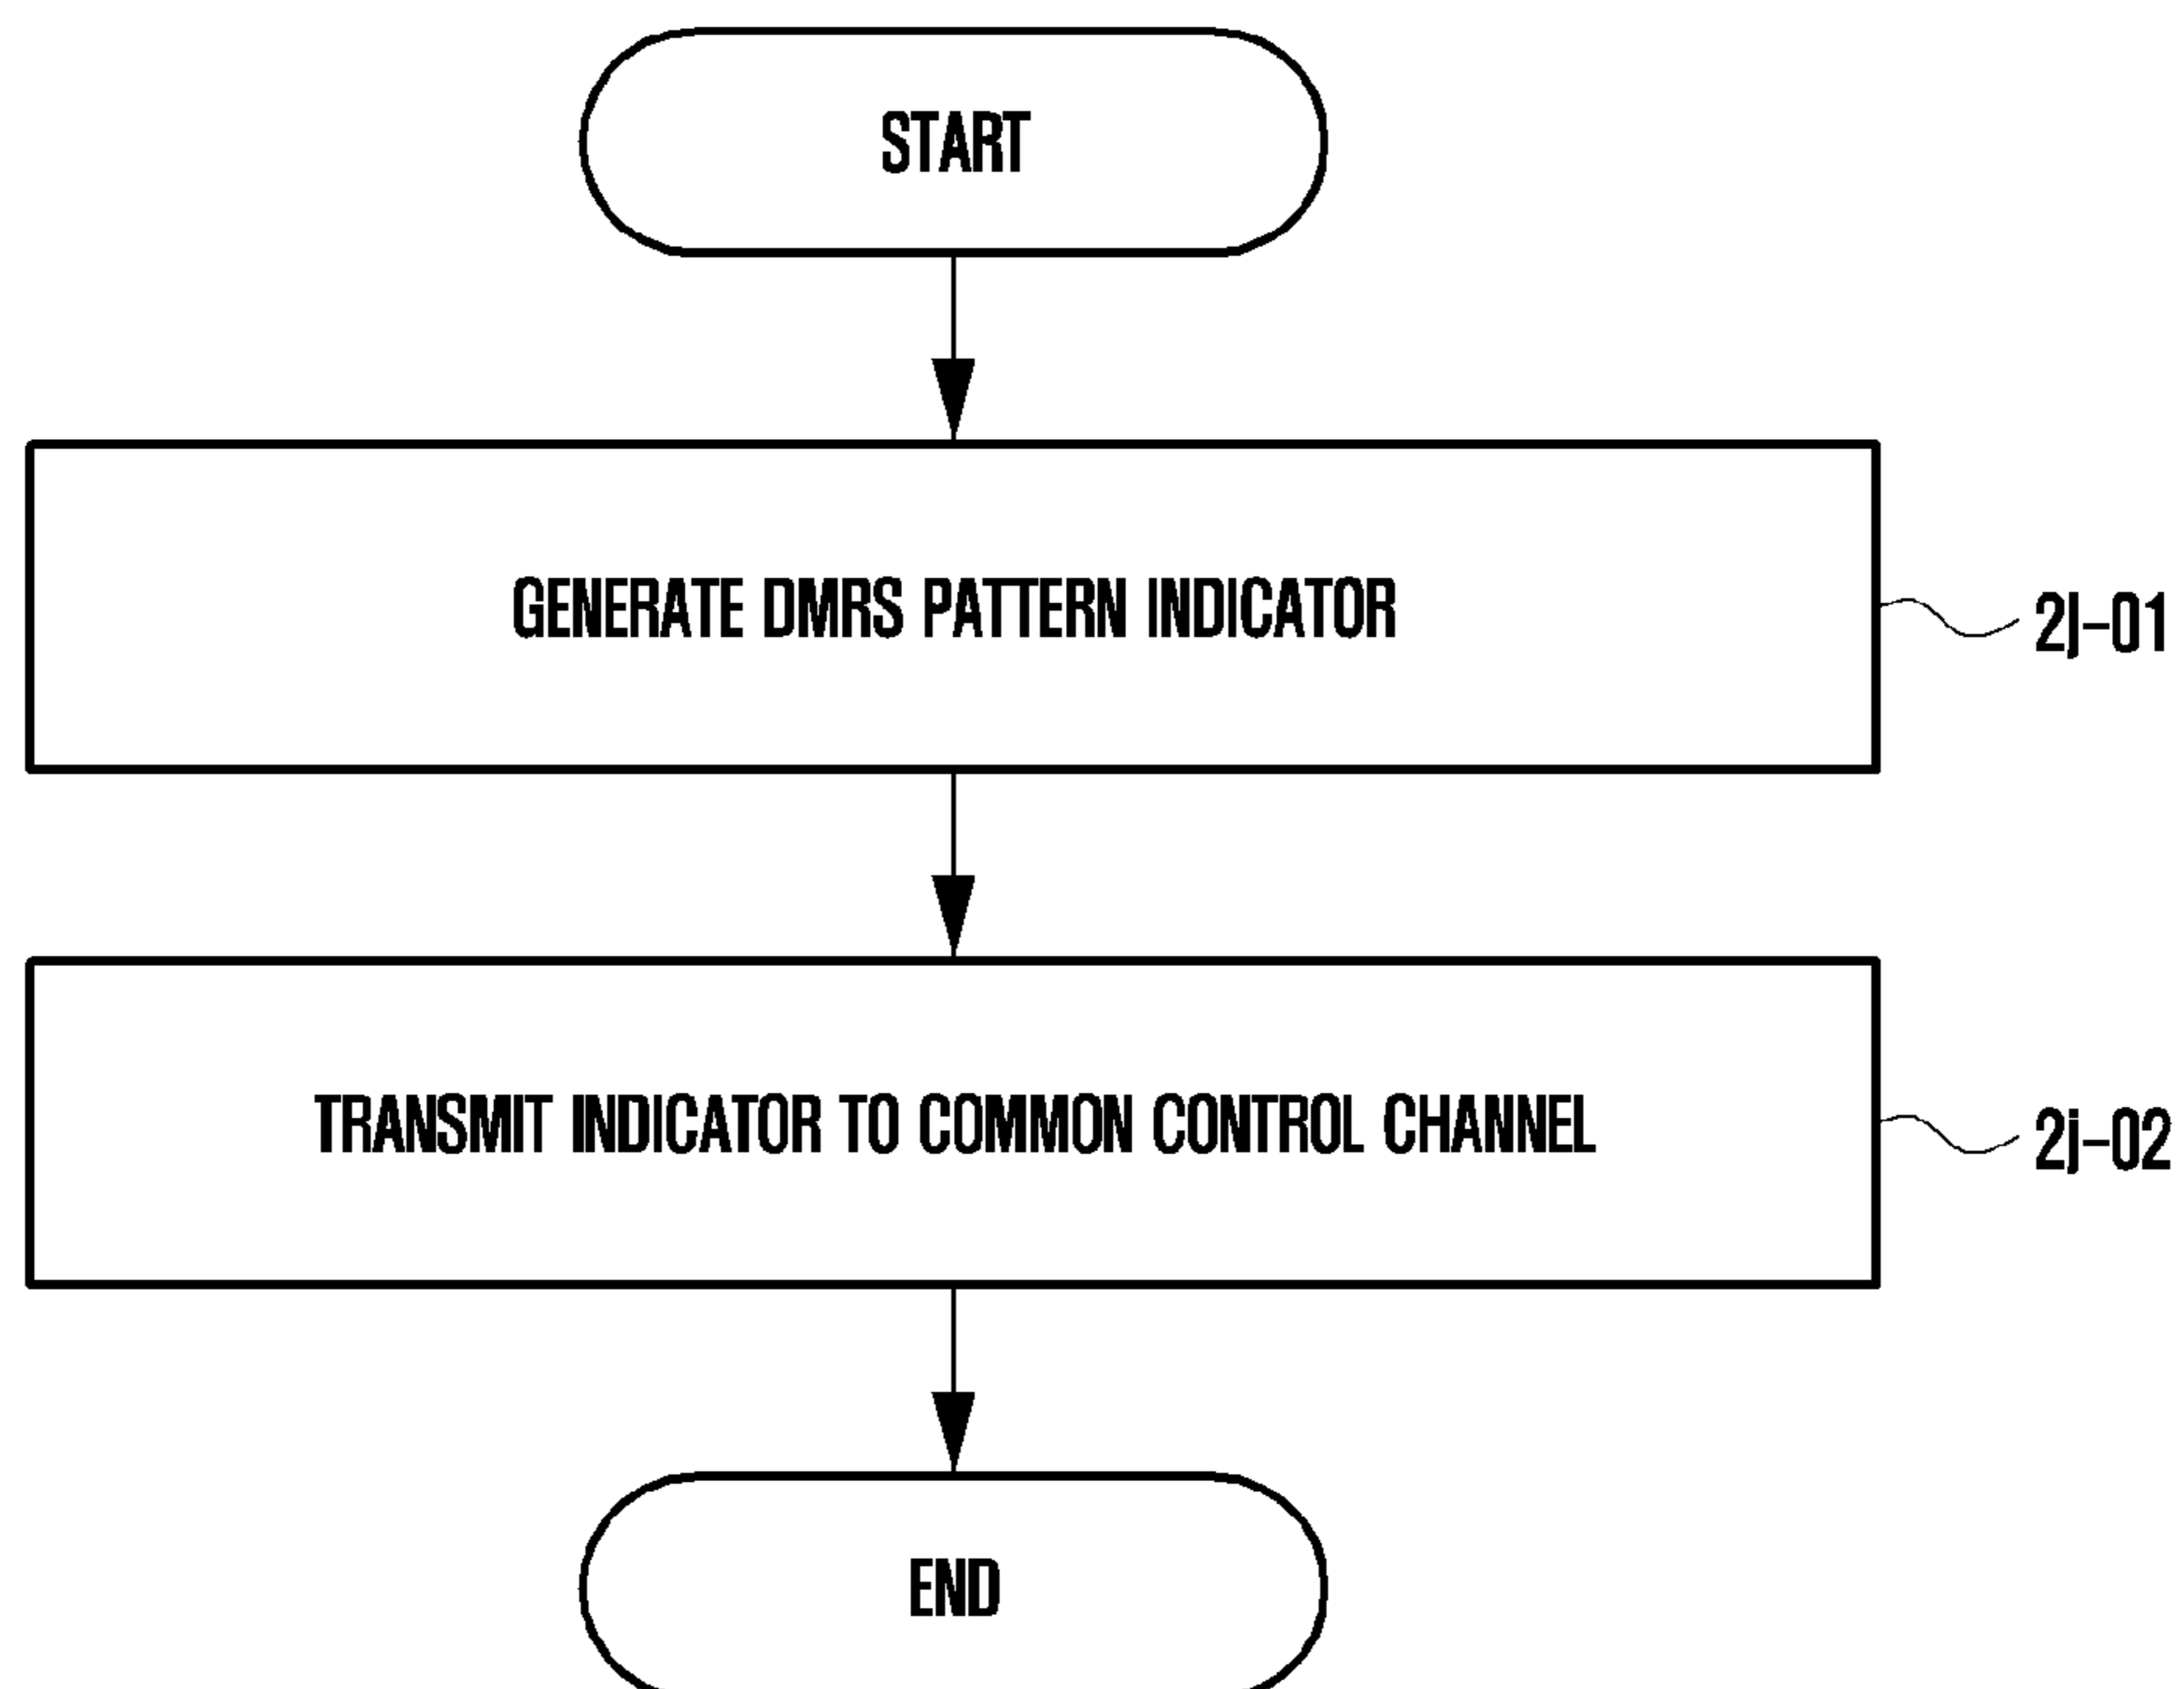 START
GENERATE DMRS PATTERN INDICATOR
2j-01
TRANSMIT INDICATOR TO COMMON CONTROL CHANNEL
2j-02
END